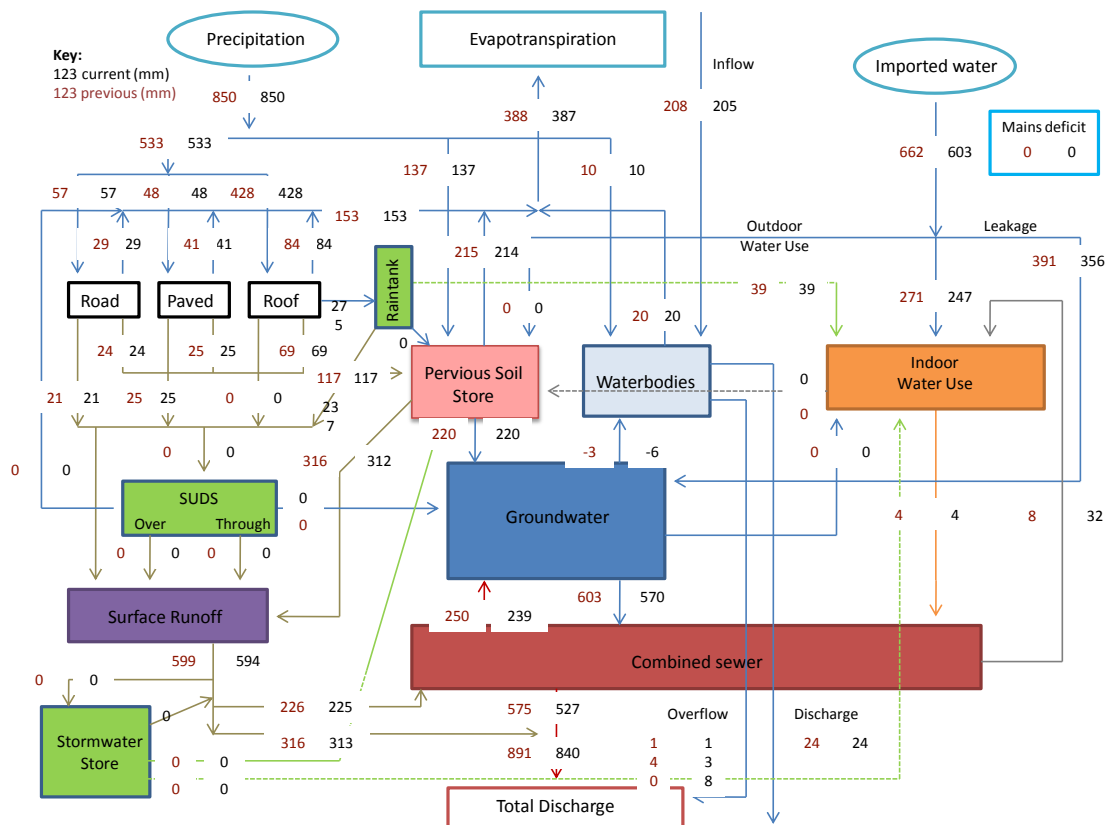 Precipitation
Evapotranspiration
Key:
123 current (mm)
123 previous (mm)
Inflow
Imported water
850 850
388 387
208 205
Mains deficit
0 0
533 533
662 603
137 137
10 10
57 57 48 48 428 428
153 153
Outdoor
Water Use
Leakage
29 29 41 41 84 84
215 214
391 356
Raintank
39 39
271 247
Road
Paved
Roof
27
5
0 0
20 20
0
24 24 25 25 69 69
Pervious Soil
Store
Waterbodies
Indoor
Water Use
117 117
0
0
21 21 25 25 0 0
23
7
220 220
0 0
316 312
-3 -6
0 0
0 0
SUDS
Over Through
0
0
Groundwater
4 4
8 32
0 0 0 0
603 570
250 239
Surface Runoff
Combined sewer
599 594
0 0
226 225
575 527
Overflow
Discharge
0
Stormwater
Store
316 313
891 840
1 1
4 3
0 8
24 24
0 0
0 0
Total Discharge